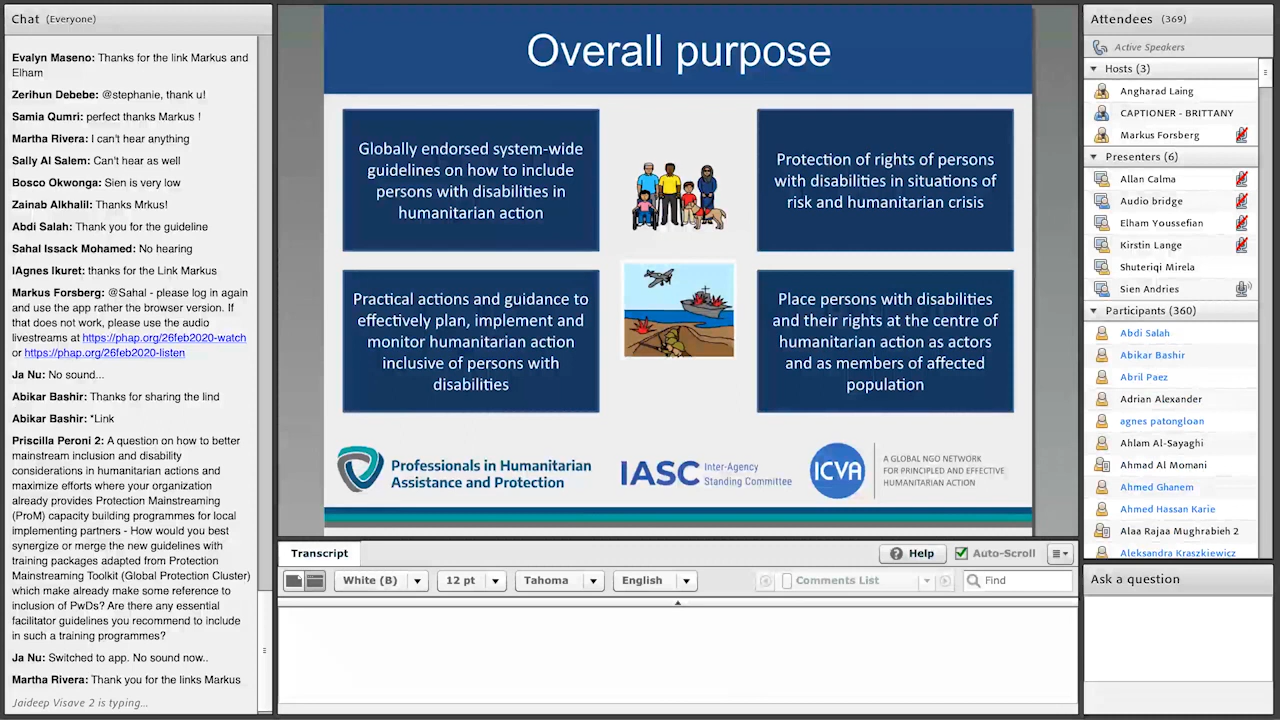 Chat (Everyone)
Evalyn Maseno: Thanks for the link Markus and
Elham
Zerihun Debebe: @stephanie, thank u!
Samia Qumri: perfect thanks Markus !
Martha Rivera: I can't hear anything
Sally Al Salem: Can't hear as well
Bosco Okwonga: Sien is very low
Zainab Alkhalil: Thanks Mrkus!
Abdi Salah: Thank you for the guideline
Sahal Issack Mohamed: No hearing
IAgnes Ikuret: thanks for the Link Markus
Markus Forsberg: @Sahal - please log in again
and use the app rather the browser version. If
that does not work, please use the audio
livestreams at https://phap.org/26feb2020-watch
or https://phap.org/26feb2020-listen
Ja Nu: No sound...
Abikar Bashir: Thanks for sharing the lind
Abikar Bashir: *Link
Priscilla Peroni 2: A question on how to better
mainstream inclusion and disability
considerations in humanitarian actions and
maximize efforts where your organization
already provides Protection Mainstreaming
(ProM) capacity building programmes for local
implementing partners - How would you best
synergize or merge the new guidelines with
training packages adapted from Protection
Mainstreaming Toolkit (Global Protection Cluster)
which make already make some reference to
inclusion of PwDs? Are there any essential
facilitator guidelines you recommend to include
in such a training programmes?
Ja Nu: Switched to app. No sound now..
Martha Rivera: Thank you for the links Markus
Jaideep Visave 2 is typing...
Overall purpose
Globally endorsed system-wide
guidelines on how to include
persons with disabilities in
humanitarian action
Protection of rights of persons
with disabilities in situations of
risk and humanitarian crisis
Practical actions and guidance to
effectively plan, implement and
monitor humanitarian action
inclusive of persons with
disabilities
Place persons with disabilities
and their rights at the centre of
humanitarian action as actors
and as members of affected
population
Professionals in Humanitarian
Assistance and Protection
IASC Inter-Agency
Standing Committee
ICVA
A GLOBAL NGO NETWORK
FOR PRINCIPLED AND EFFECTIVE
HUMANITARIAN ACTION
Transcript
Help
Auto-Scroll
White (B)
12 pt
Tahoma
English
Comments List
Find
Attendees (369)
Active Speakers
Hosts (3)
Angharad Laing
CAPTIONER - BRITTANY
Markus Forsberg
Presenters (6)
Allan Calma
Audio bridge
Elham Youssefian
Kirstin Lange
Shuteriqi Mirela
Sien Andries
Participants (360)
Abdi Salah
Abikar Bashir
Abril Paez
Adrian Alexander
agnes patongloan
Ahlam Al-Sayaghi
Ahmad Al Momani
Ahmed Ghanem
Ahmed Hassan Karie
Alaa Rajaa Mughrabieh 2
Aleksandra Kraszkiewicz
Ask a question